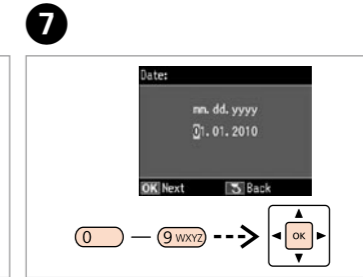 7
Date:
mm. dd. yyyy
01. 01. 2010
OK Next Back
0 — 9 WXYZ OK